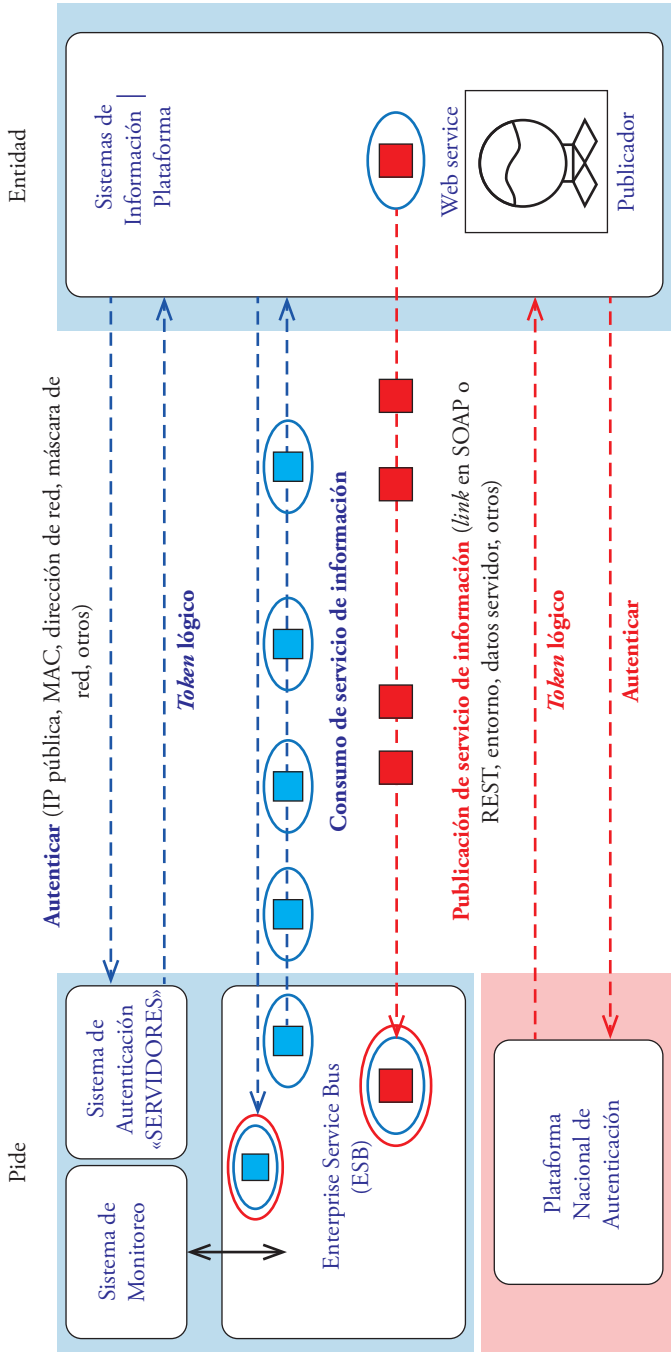 Pide
Entidad
Sistema de
Monitoreo
Sistema de
Autenticación
«SERVIDORES»
Autenticar (IP pública, MAC, dirección de red, máscara de
red, otros)
Token lógico
Sistemas de
Información |
Plataforma
Enterprise Service Bus
(ESB)
Consumo de servicio de información
Web service
Publicador
Publicación de servicio de información (link en SOAP o
REST, entorno, datos servidor, otros)
Plataforma
Nacional de
Autenticación
Token lógico
Autenticar